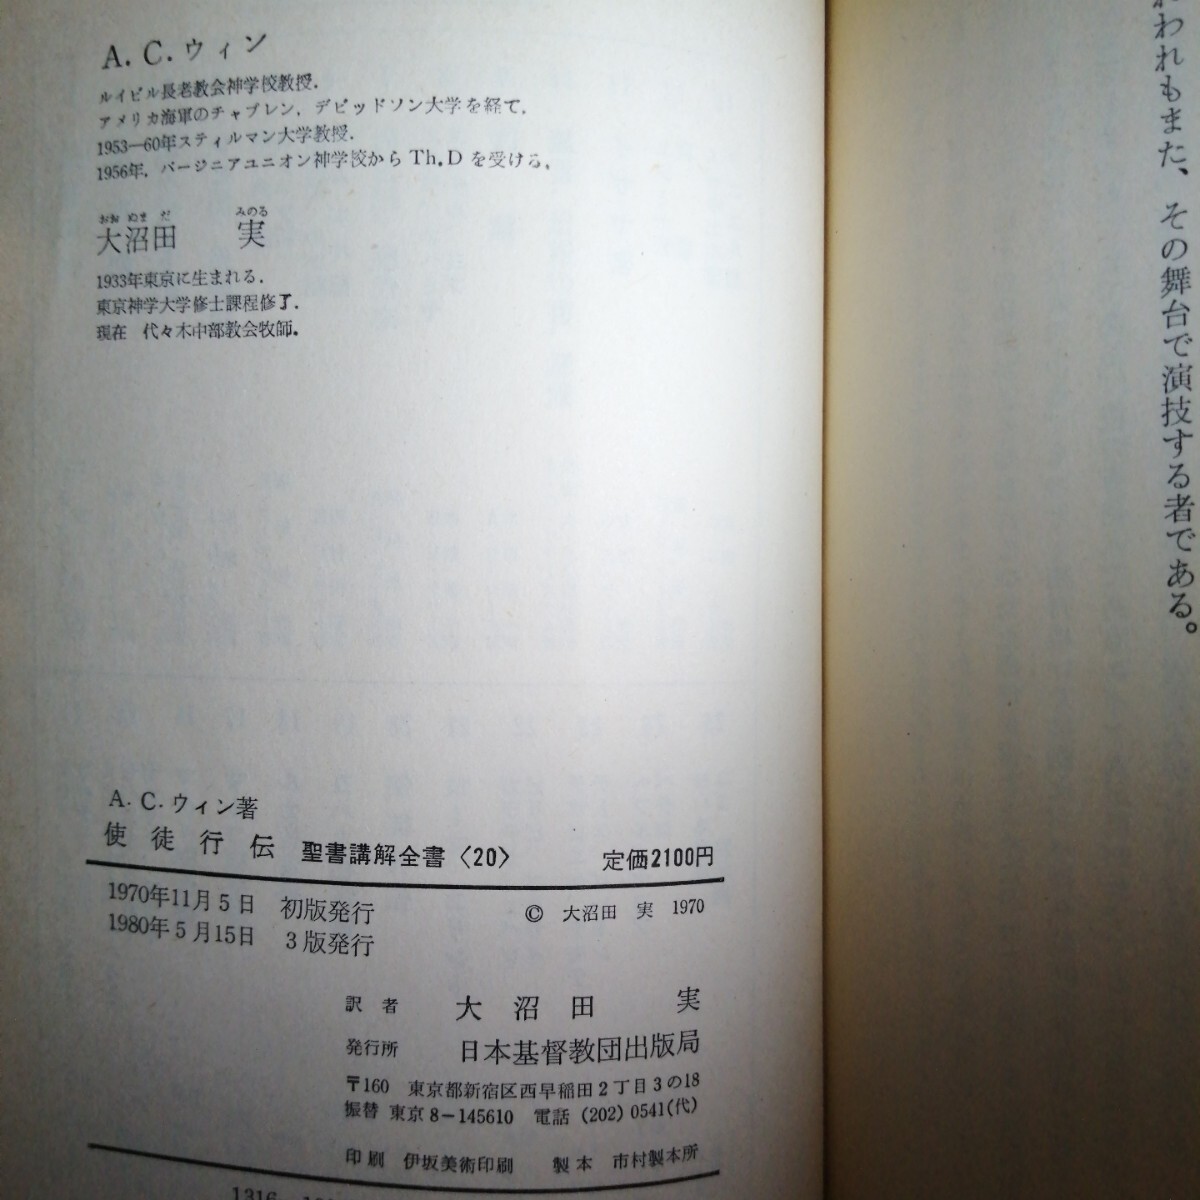 A. C. ウィン
ルイビル長老教会神学校教授．
アメリカ海軍のチャプレン，デビッドソン大学を経て，
1953—60年スティルマン大学教授．
1956年，バージニアユニオン神学校から Th.D を受ける．
おお ぬま だ みのる
大沼田 実
1933年東京に生まれる．
東京神学大学修士課程修了．
現在 代々木中部教会牧師．
A. C. ウィン著
使徒行伝 聖書講解全書〈20〉 定価2100円
1970年11月5日 初版発行 © 大沼田 実 1970
1980年5月15日 3版発行
訳者 大沼田 実
発行所 日本基督教団出版局
〒160 東京都新宿区西早稲田2丁目3の18
振替 東京8－145610 電話 (202) 0541(代)
印刷 伊坂美術印刷 製本 市村製本所
われもまた、その舞台で演技する者である。